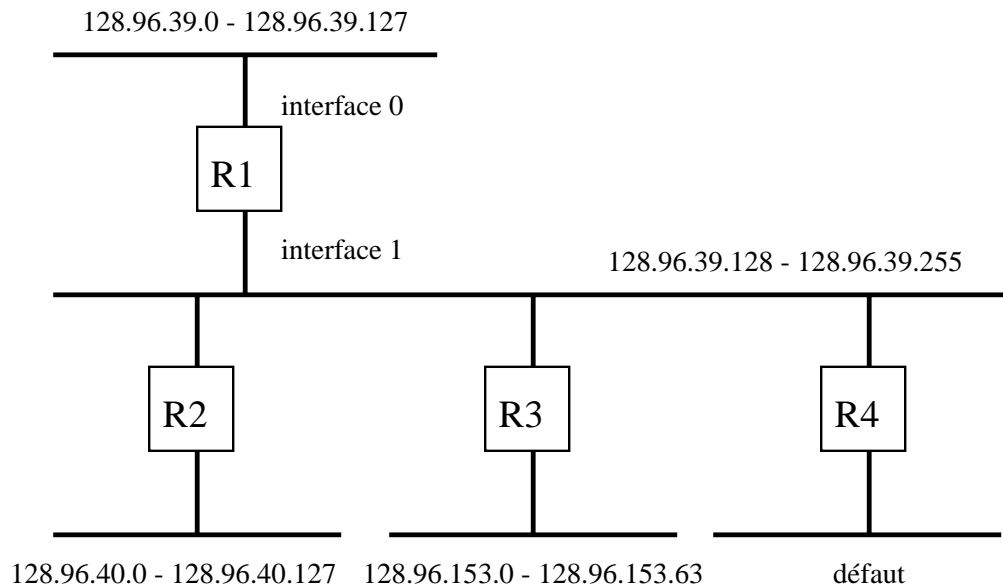 128.96.39.0 - 128.96.39.127
interface 0
R1
interface 1
128.96.39.128 - 128.96.39.255
R2
R3
R4
128.96.40.0 - 128.96.40.127
128.96.153.0 - 128.96.153.63
défaut